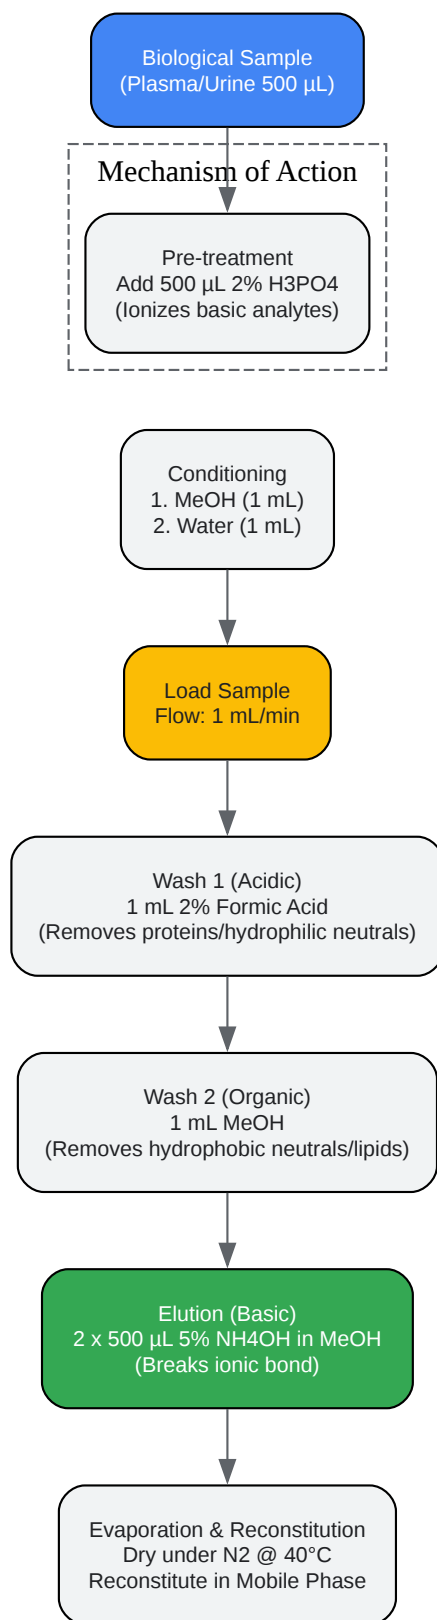 Biological Sample
(Plasma/Urine 500 µL)
Mechanism of Action
Pre-treatment
Add 500 µL 2% H3PO4
(Ionizes basic analytes)
Conditioning
1. MeOH (1 mL)
2. Water (1 mL)
Load Sample
Flow: 1 mL/min
Wash 1 (Acidic)
1 mL 2% Formic Acid
(Removes proteins/hydrophilic neutrals)
Wash 2 (Organic)
1 mL MeOH
(Removes hydrophobic neutrals/lipids)
Elution (Basic)
2 x 500 µL 5% NH4OH in MeOH
(Breaks ionic bond)
Evaporation & Reconstitution
Dry under N2 @ 40°C
Reconstitute in Mobile Phase